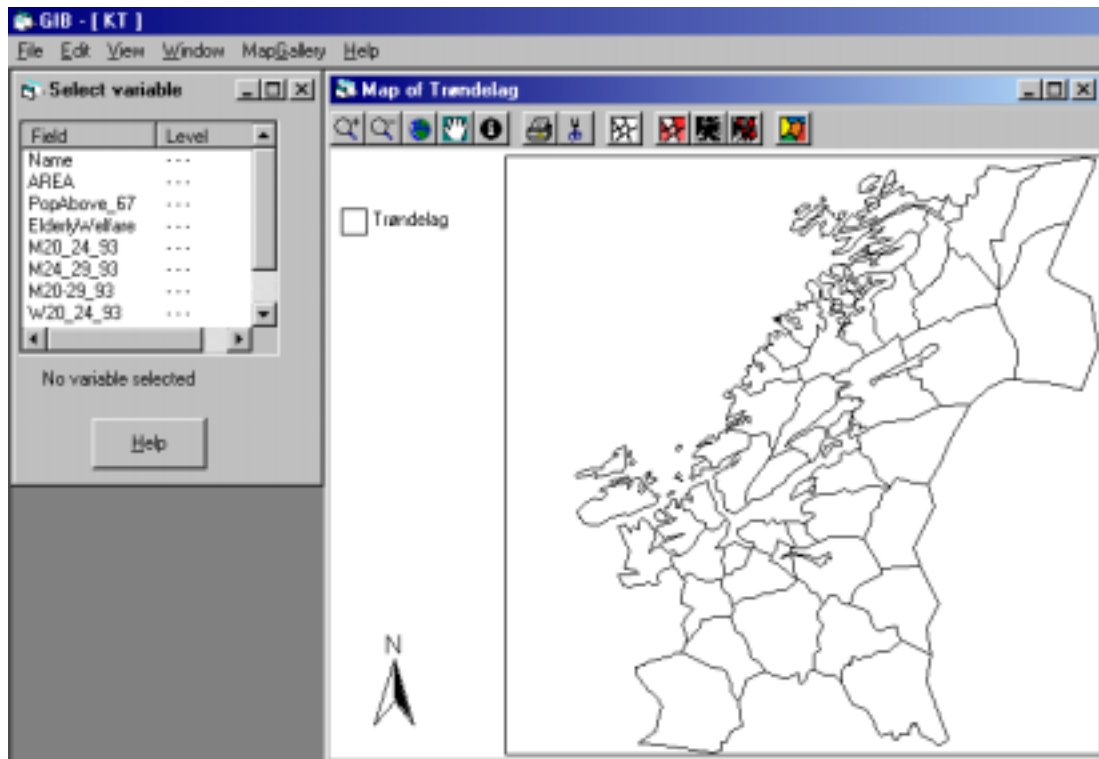 GIB - [ KT ]
File Edit View Window MapGallery Help
Select variable
Field Level
Name ---
AREA ---
PopAbove_67 ---
ElderlyWelfare ---
M20_24_93 ---
M24_29_93 ---
M20-29_93 ---
W20_24_93 ---
No variable selected
Help
Map of Trøndelag
Trøndelag
N